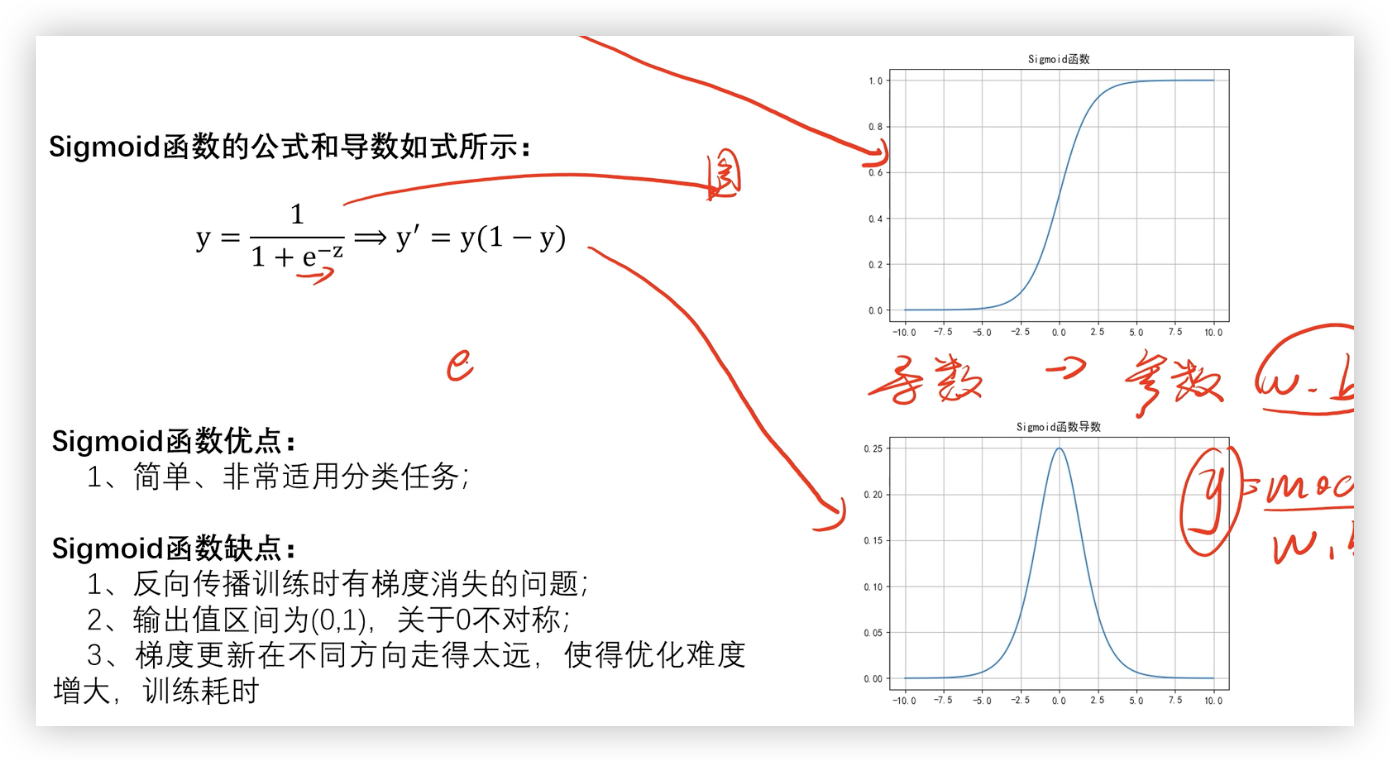 Sigmoid函数的公式和导数如式所示:
y = 1 / (1 + e^{-z}) ⟹ y′ = y(1 − y)
e
Sigmoid函数优点:
1、简单、非常适用分类任务;
Sigmoid函数缺点:
1、反向传播训练时有梯度消失的问题;
2、输出值区间为(0,1)，关于0不对称;
3、梯度更新在不同方向走得太远，使得优化难度
增大，训练耗时
Sigmoid函数
1.0
0.8
0.6
0.4
0.2
0.0
−10.0 −7.5 −5.0 −2.5 0.0 2.5 5.0 7.5 10.0
导数 → 参数 w.b
Sigmoid函数导数
0.25
0.20
0.15
0.10
0.05
0.00
−10.0 −7.5 −5.0 −2.5 0.0 2.5 5.0 7.5 10.0
y =
w.